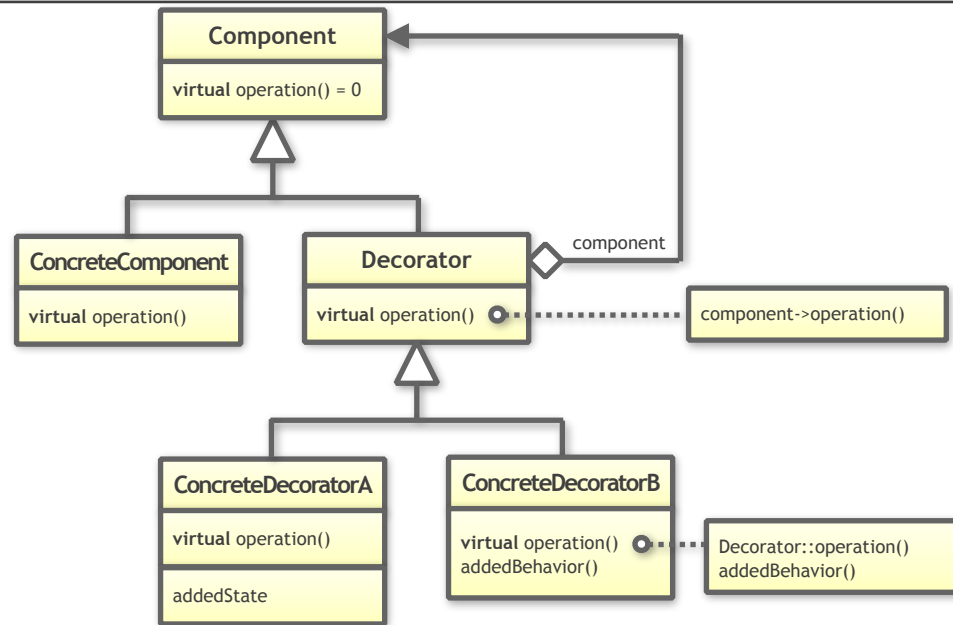 Component
virtual operation() = 0
component
ConcreteComponent
virtual operation()
Decorator
virtual operation()
component->operation()
ConcreteDecoratorA
virtual operation()
addedState
ConcreteDecoratorB
virtual operation()
addedBehavior()
Decorator::operation()
addedBehavior()